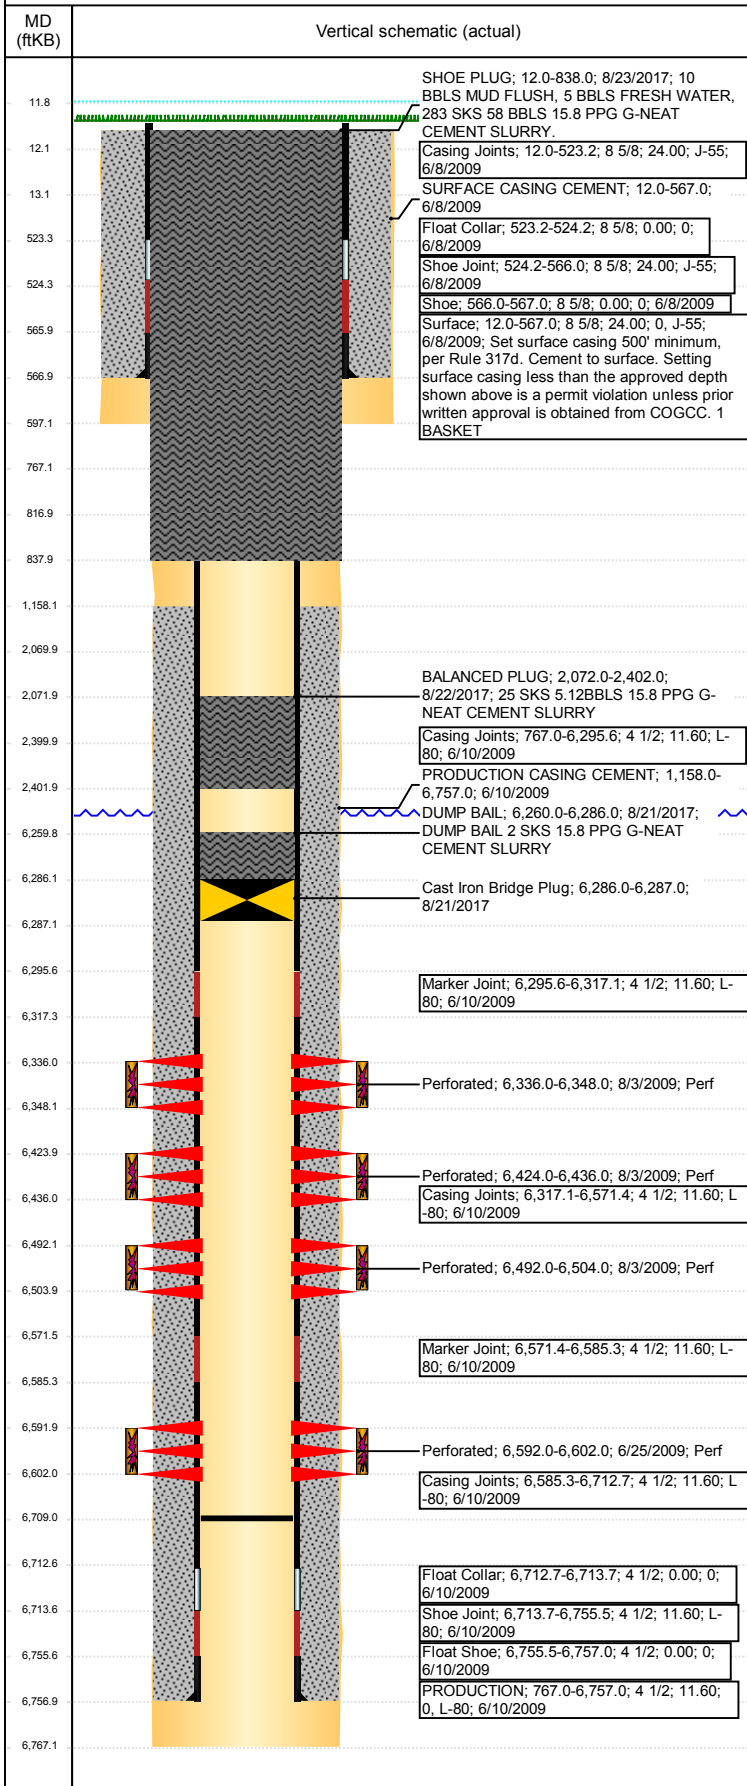 MD
(ftKB)
Vertical schematic (actual)
11.8
12.1
13.1
523.3
524.3
565.9
566.9
597.1
767.1
816.9
837.9
1,158.1
2,069.9
2,071.9
2,399.9
2,401.9
6,259.8
6,286.1
6,287.1
6,295.6
6,317.3
6,336.0
6,348.1
6,423.9
6,436.0
6,492.1
6,503.9
6,571.5
6,585.3
6,591.9
6,602.0
6,709.0
6,712.6
6,713.6
6,755.6
6,756.9
6,767.1
SHOE PLUG; 12.0-838.0; 8/23/2017; 10
BBLS MUD FLUSH, 5 BBLS FRESH WATER,
283 SKS 58 BBLS 15.8 PPG G-NEAT
CEMENT SLURRY.
Casing Joints; 12.0-523.2; 8 5/8; 24.00; J-55;
6/8/2009
SURFACE CASING CEMENT; 12.0-567.0;
6/8/2009
Float Collar; 523.2-524.2; 8 5/8; 0.00; 0;
6/8/2009
Shoe Joint; 524.2-566.0; 8 5/8; 24.00; J-55;
6/8/2009
Shoe; 566.0-567.0; 8 5/8; 0.00; 0; 6/8/2009
Surface; 12.0-567.0; 8 5/8; 24.00; 0, J-55;
6/8/2009; Set surface casing 500' minimum,
per Rule 317d. Cement to surface. Setting
surface casing less than the approved depth
shown above is a permit violation unless prior
written approval is obtained from COGCC. 1
BASKET
BALANCED PLUG; 2,072.0-2,402.0;
8/22/2017; 25 SKS 5.12BBLS 15.8 PPG G-
NEAT CEMENT SLURRY
Casing Joints; 767.0-6,295.6; 4 1/2; 11.60; L-
80; 6/10/2009
PRODUCTION CASING CEMENT; 1,158.0-
6,757.0; 6/10/2009
DUMP BAIL; 6,260.0-6,286.0; 8/21/2017;
DUMP BAIL 2 SKS 15.8 PPG G-NEAT
CEMENT SLURRY
Cast Iron Bridge Plug; 6,286.0-6,287.0;
8/21/2017
Marker Joint; 6,295.6-6,317.1; 4 1/2; 11.60; L-
80; 6/10/2009
Perforated; 6,336.0-6,348.0; 8/3/2009; Perf
Perforated; 6,424.0-6,436.0; 8/3/2009; Perf
Casing Joints; 6,317.1-6,571.4; 4 1/2; 11.60; L
-80; 6/10/2009
Perforated; 6,492.0-6,504.0; 8/3/2009; Perf
Marker Joint; 6,571.4-6,585.3; 4 1/2; 11.60; L-
80; 6/10/2009
Perforated; 6,592.0-6,602.0; 6/25/2009; Perf
Casing Joints; 6,585.3-6,712.7; 4 1/2; 11.60; L
-80; 6/10/2009
Float Collar; 6,712.7-6,713.7; 4 1/2; 0.00; 0;
6/10/2009
Shoe Joint; 6,713.7-6,755.5; 4 1/2; 11.60; L-
80; 6/10/2009
Float Shoe; 6,755.5-6,757.0; 4 1/2; 0.00; 0;
6/10/2009
PRODUCTION; 767.0-6,757.0; 4 1/2; 11.60;
0, L-80; 6/10/2009